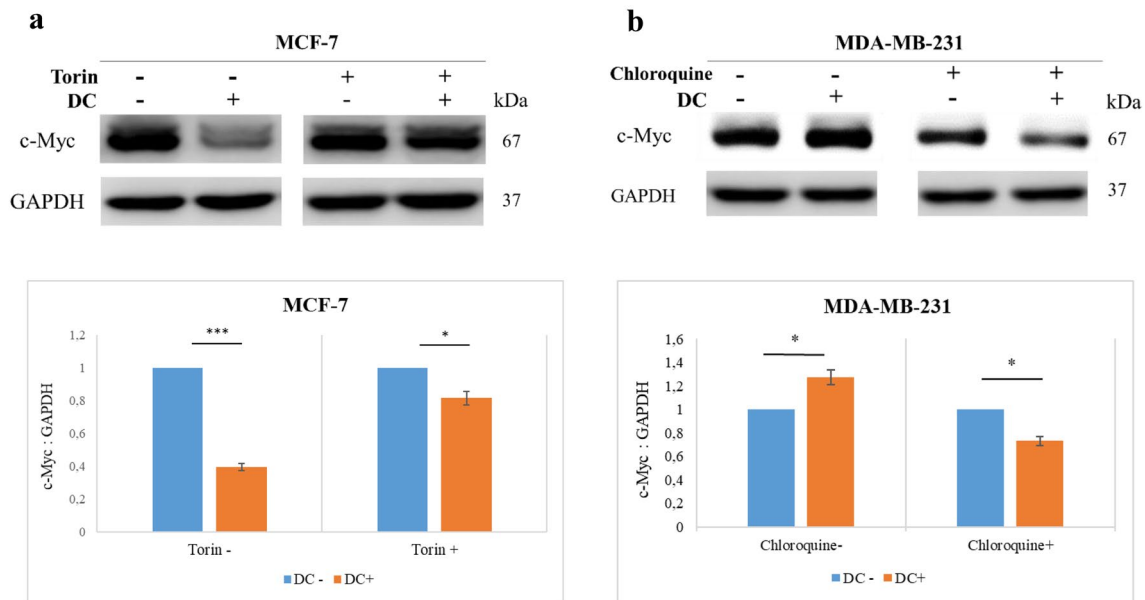 a
MCF-7
Torin - - + +
DC - + - + kDa
c-Myc 67
GAPDH 37
MCF-7
***
*
1,2
1
0,8
0,6
0,4
0,2
0
c-Myc : GAPDH
Torin - Torin +
DC - DC+
b
MDA-MB-231
Chloroquine - - + +
DC - + - + kDa
c-Myc 67
GAPDH 37
MDA-MB-231
*
*
1,6
1,4
1,2
1
0,8
0,6
0,4
0,2
0
c-Myc : GAPDH
Chloroquine- Chloroquine+
DC - DC+